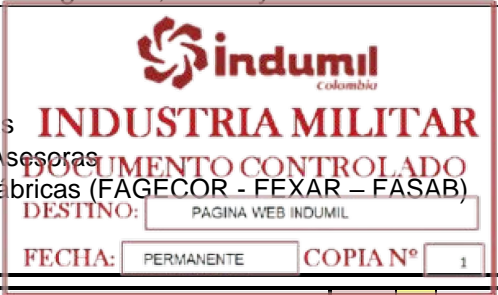 indumil
Colombia
INDUSTRIA MILITAR
s
Asesoras
DOCUMENTO CONTROLADO
ábricas (FAGECOR - FEXAR – FASAB)
DESTINO: PAGINA WEB INDUMIL
FECHA: PERMANENTE COPIA Nº 1